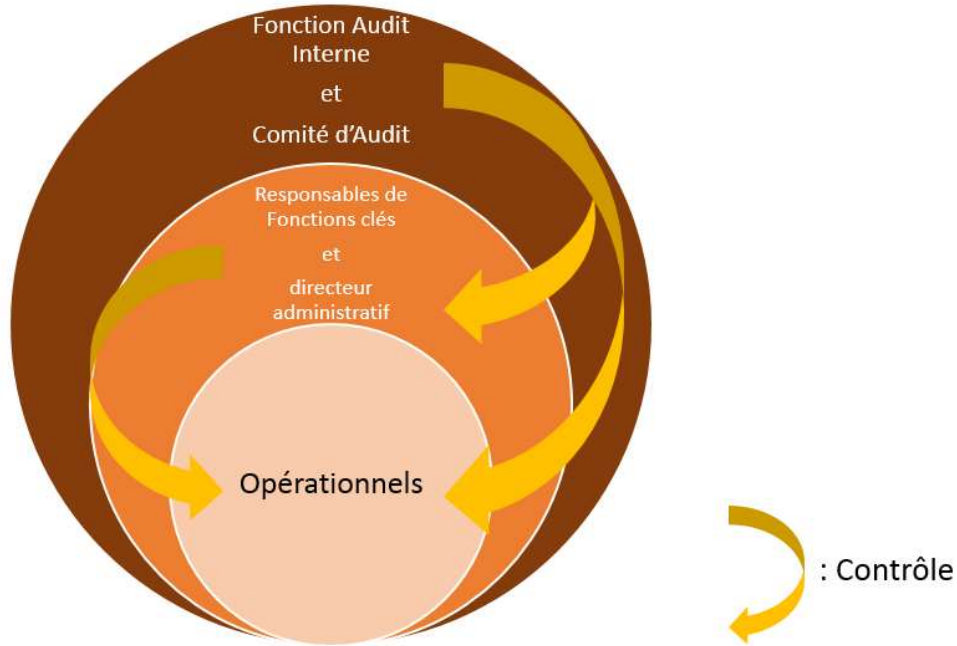 Fonction Audit
Interne
et
Comité d’Audit
Responsables de
Fonctions clés
et
directeur
administratif
Opérationnels
: Contrôle